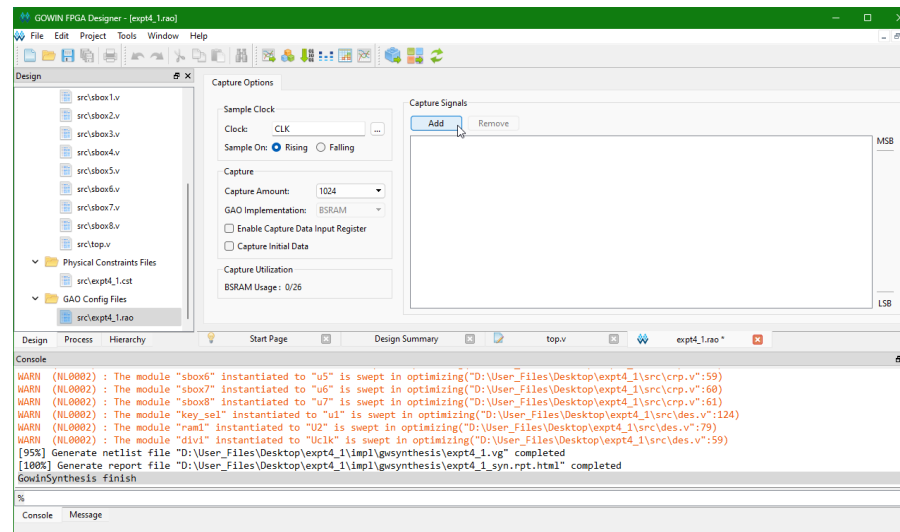 GOWIN FPGA Designer - [expt4_1.rao]
File Edit Project Tools Window Help
Design
Capture Options
src\sbox1.v
src\sbox2.v
src\sbox3.v
src\sbox4.v
src\sbox5.v
src\sbox6.v
src\sbox7.v
src\sbox8.v
src\top.v
Physical Constraints Files
src\expt4_1.cst
GAO Config Files
src\expt4_1.rao
Sample Clock
Clock: CLK ...
Sample On: Rising Falling
Capture
Capture Amount: 1024
GAO Implementation: BSRAM
Enable Capture Data Input Register
Capture Initial Data
Capture Utilization
BSRAM Usage : 0/26
Capture Signals
Add Remove
MSB
LSB
Design Process Hierarchy
Start Page Design Summary top.v expt4_1.rao *
Console
WARN (NL0002) : The module "sbox6" instantiated to "u5" is swept in optimizing("D:\User_Files\Desktop\expt4_1\src\crp.v":59)
WARN (NL0002) : The module "sbox7" instantiated to "u6" is swept in optimizing("D:\User_Files\Desktop\expt4_1\src\crp.v":60)
WARN (NL0002) : The module "sbox8" instantiated to "u7" is swept in optimizing("D:\User_Files\Desktop\expt4_1\src\crp.v":61)
WARN (NL0002) : The module "key_sel" instantiated to "u1" is swept in optimizing("D:\User_Files\Desktop\expt4_1\src\des.v":124)
WARN (NL0002) : The module "ram1" instantiated to "U2" is swept in optimizing("D:\User_Files\Desktop\expt4_1\src\des.v":79)
WARN (NL0002) : The module "div1" instantiated to "Uclk" is swept in optimizing("D:\User_Files\Desktop\expt4_1\src\des.v":59)
[95%] Generate netlist file "D:\User_Files\Desktop\expt4_1\impl\gwsynthesis\expt4_1.vg" completed
[100%] Generate report file "D:\User_Files\Desktop\expt4_1\impl\gwsynthesis\expt4_1_syn.rpt.html" completed
GowinSynthesis finish
%
Console Message